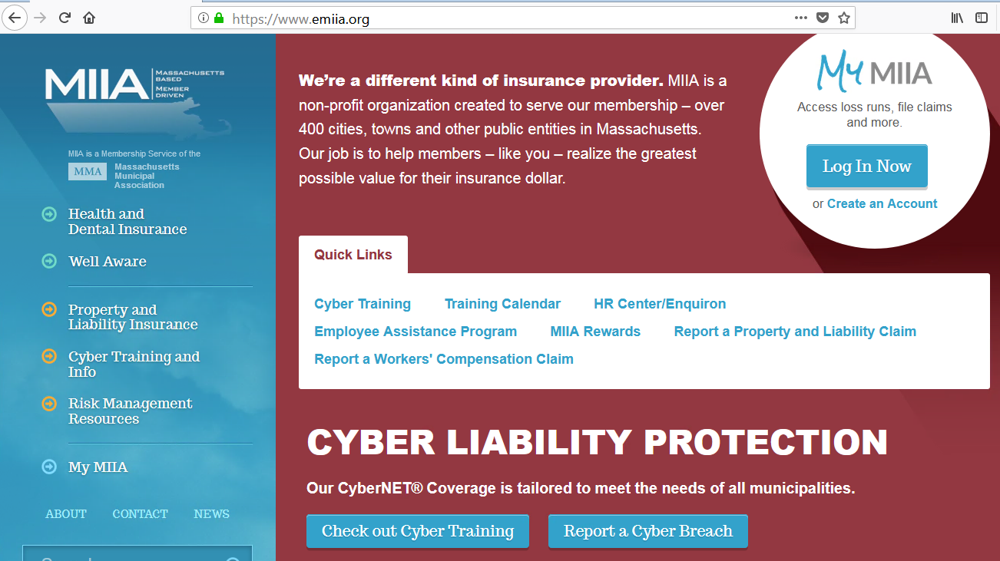 https://www.emiia.org
MIIA
MASSACHUSETTS
BASED
MEMBER
DRIVEN
MIIA is a Membership Service of the
MMA
Massachusetts
Municipal
Association
Health and
Dental Insurance
Well Aware
Property and
Liability Insurance
Cyber Training and
Info
Risk Management
Resources
My MIIA
ABOUT CONTACT NEWS
We’re a different kind of insurance provider. MIIA is a
non-profit organization created to serve our membership – over
400 cities, towns and other public entities in Massachusetts.
Our job is to help members – like you – realize the greatest
possible value for their insurance dollar.
My MIIA
Access loss runs, file claims
and more.
Log In Now
or Create an Account
Quick Links
Cyber Training Training Calendar HR Center/Enquiron
Employee Assistance Program MIIA Rewards Report a Property and Liability Claim
Report a Workers' Compensation Claim
CYBER LIABILITY PROTECTION
Our CyberNET® Coverage is tailored to meet the needs of all municipalities.
Check out Cyber Training Report a Cyber Breach